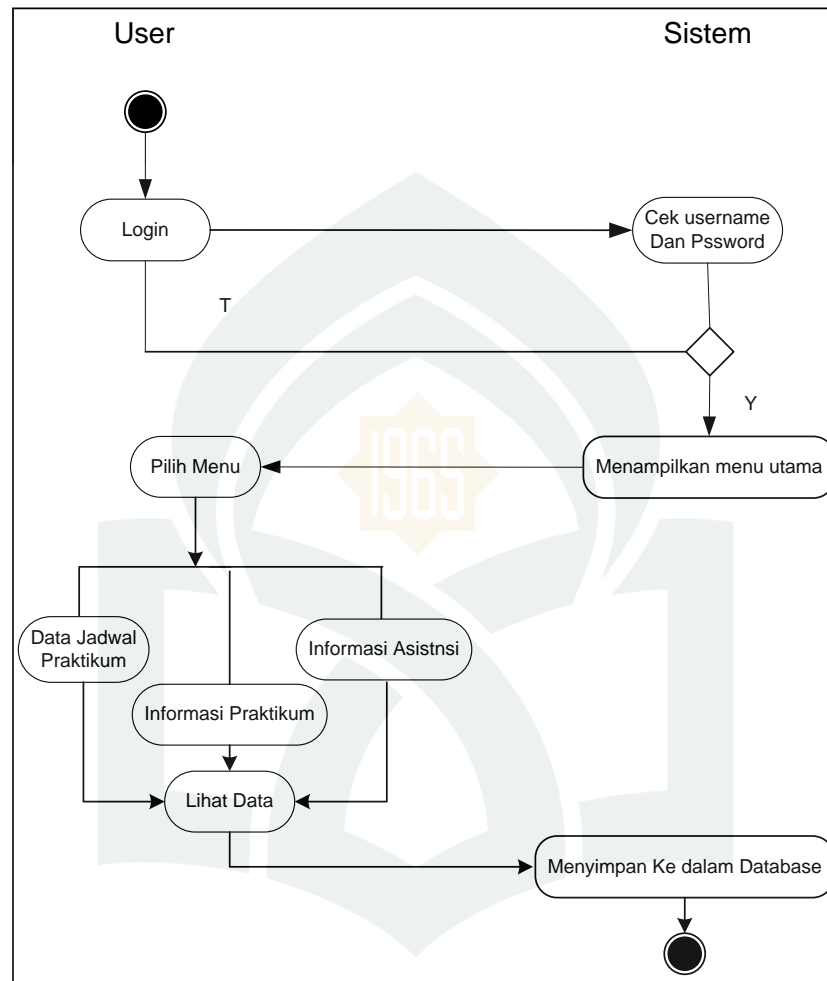 User
Sistem
Login
Cek username
Dan Pssword
T
Y
Pilih Menu
Menampilkan menu utama
1965
Data Jadwal
Praktikum
Informasi Asistnsi
Informasi Praktikum
Lihat Data
Menyimpan Ke dalam Database